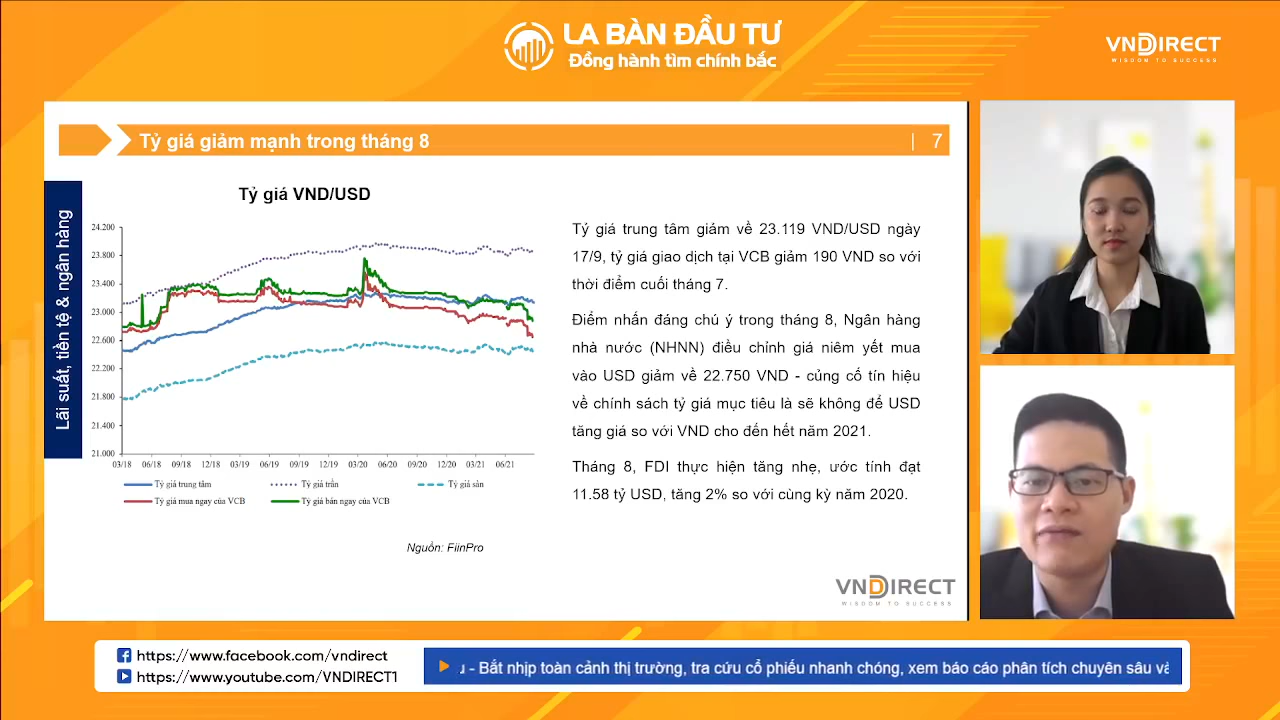 LA BÀN ĐẦU TƯ
Đồng hành tìm chính bắc
VNDIRECT
WISDOM TO SUCCESS
Tỷ giá giảm mạnh trong tháng 8
| 7
Lãi suất, tiền tệ & ngân hàng
Tỷ giá VND/USD
24.200
23.800
23.400
23.000
22.600
22.200
21.800
21.400
21.000
03/18 06/18 09/18 12/18 03/19 06/19 09/19 12/19 03/20 06/20 09/20 12/20 03/21 06/21
Tỷ giá trung tâm Tỷ giá trần Tỷ giá sàn
Tỷ giá mua ngay của VCB Tỷ giá bán ngay của VCB
Nguồn: FiinPro
Tỷ giá trung tâm giảm về 23.119 VND/USD ngày
17/9, tỷ giá giao dịch tại VCB giảm 190 VND so với
thời điểm cuối tháng 7.
Điểm nhấn đáng chú ý trong tháng 8, Ngân hàng
nhà nước (NHNN) điều chỉnh giá niêm yết mua
vào USD giảm về 22.750 VND - củng cố tín hiệu
về chính sách tỷ giá mục tiêu là sẽ không để USD
tăng giá so với VND cho đến hết năm 2021.
Tháng 8, FDI thực hiện tăng nhẹ, ước tính đạt
11.58 tỷ USD, tăng 2% so với cùng kỳ năm 2020.
VNDIRECT
WISDOM TO SUCCESS
https://www.facebook.com/vndirect
https://www.youtube.com/VNDIRECT1
- Bắt nhịp toàn cảnh thị trường, tra cứu cổ phiếu nhanh chóng, xem báo cáo phân tích chuyên sâu và